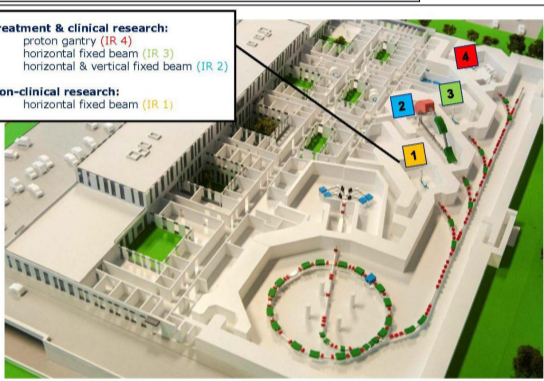 reatment & clinical research:
proton gantry (IR 4)
horizontal fixed beam (IR 3)
horizontal & vertical fixed beam (IR 2)
on-clinical research:
horizontal fixed beam (IR 1)
4
3
2
1